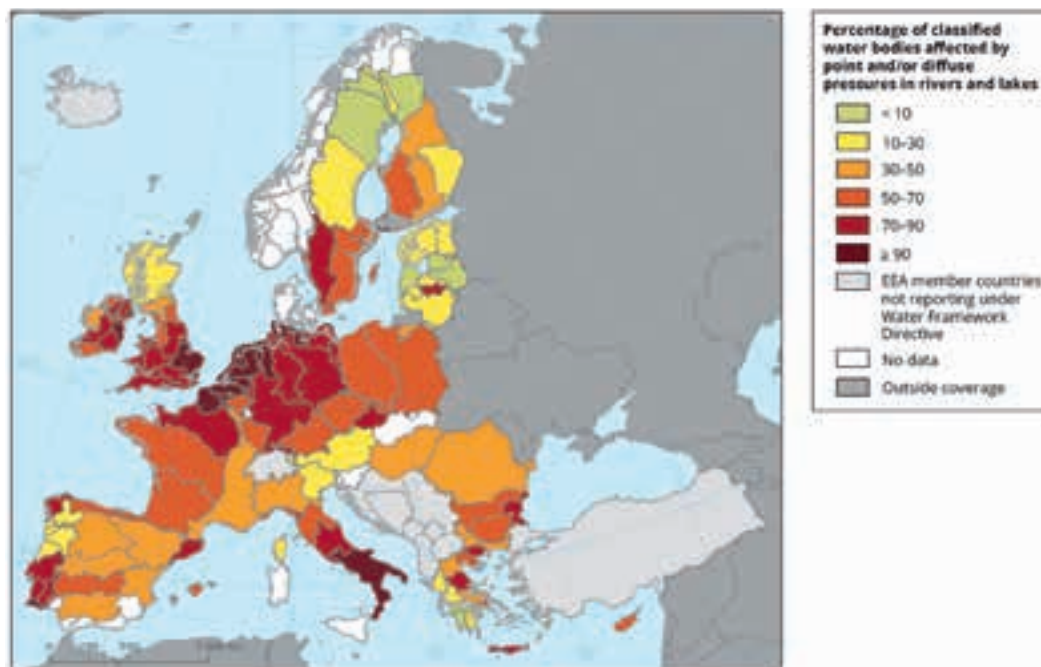 Percentage of classified
water bodies affected by
point and/or diffuse
pressures in rivers and lakes
< 10
10–30
30–50
50–70
70–90
≥ 90
EEA member countries
not reporting under
Water Framework
Directive
No data
Outside coverage